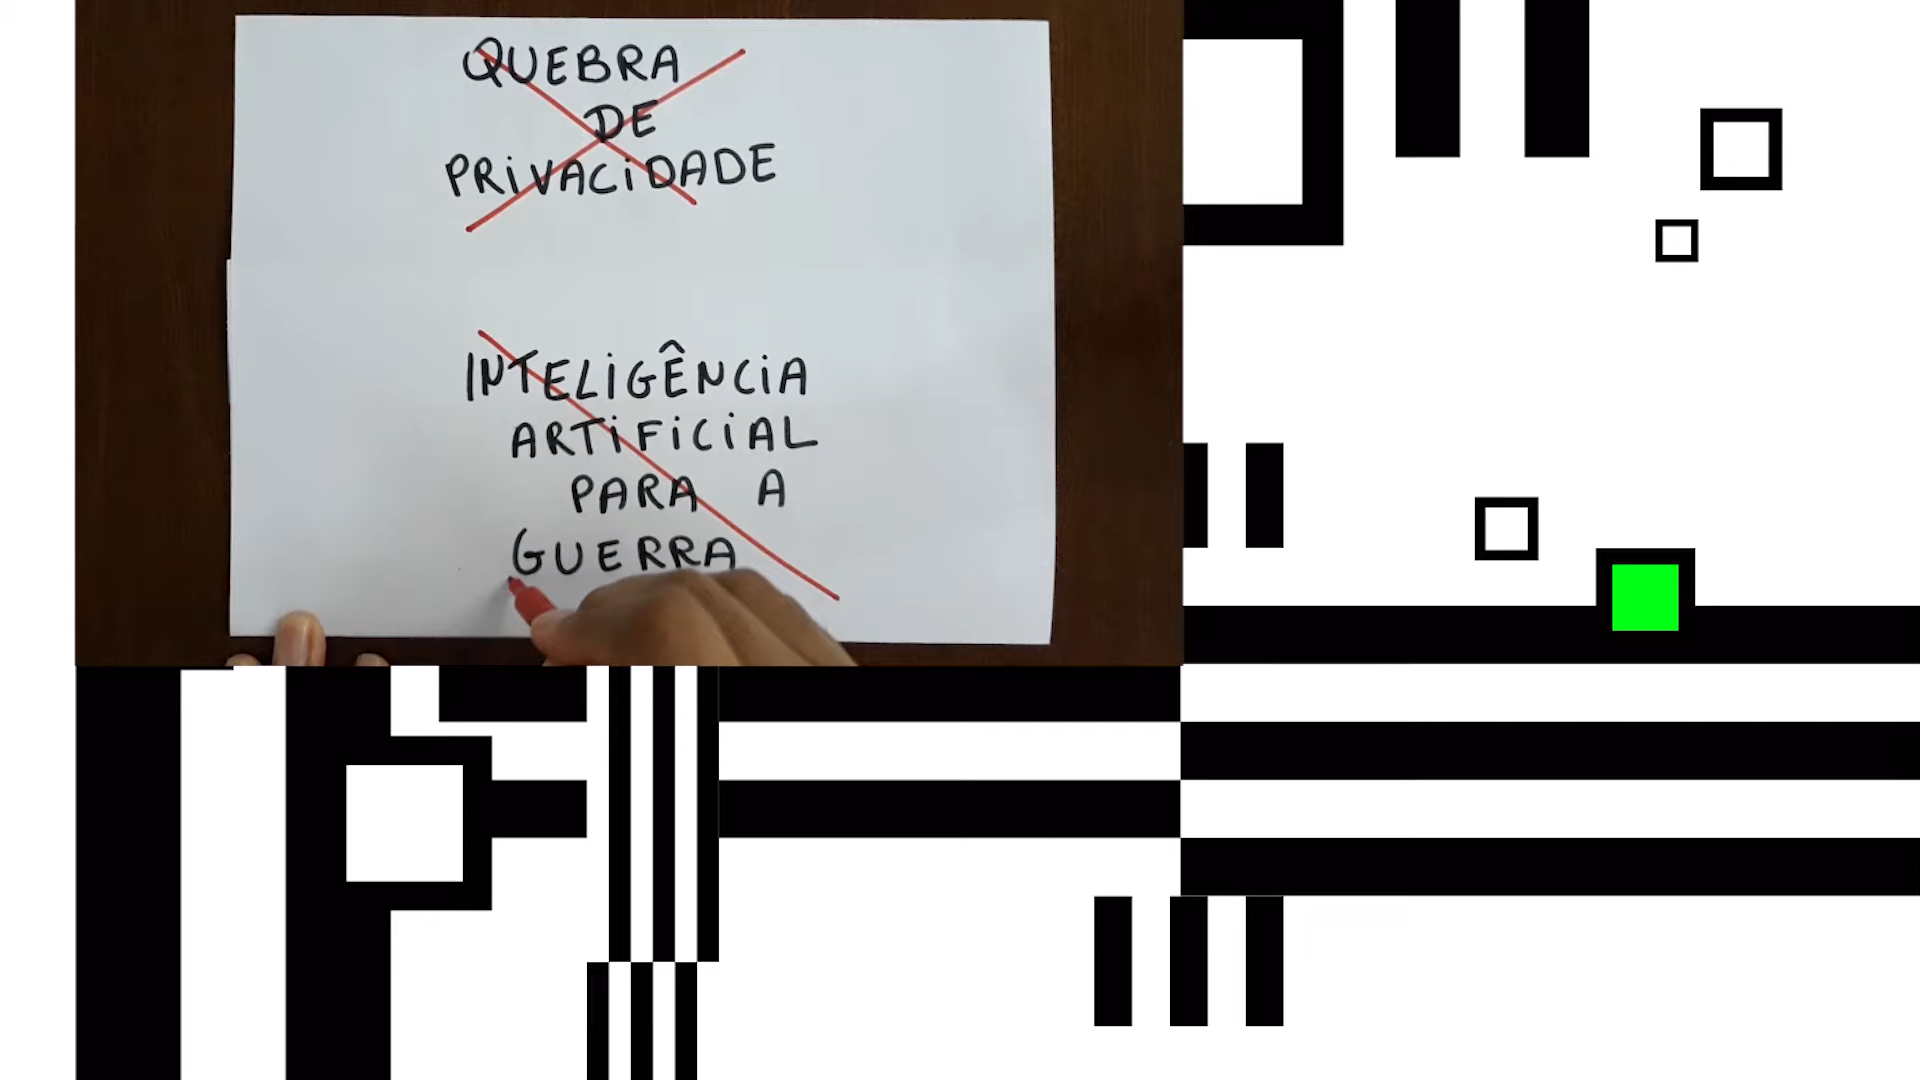 QUEBRA
DE
PRIVACIDADE
INTELIGÊNCIA
ARTIFICIAL
PARA A
GUERRA